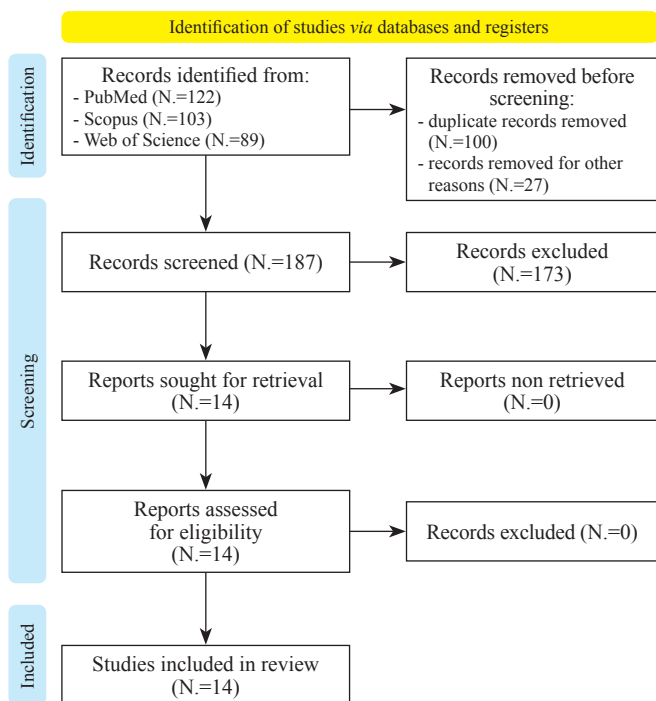 Identification of studies via databases and registers
Identification
Records identified from:
- PubMed (N.=122)
- Scopus (N.=103)
- Web of Science (N.=89)
Records removed before
screening:
- duplicate records removed
(N.=100)
- records removed for other
reasons (N.=27)
Screening
Records screened (N.=187)
Records excluded
(N.=173)
Reports sought for retrieval
(N.=14)
Reports non retrieved
(N.=0)
Reports assessed
for eligibility
(N.=14)
Records excluded (N.=0)
Included
Studies included in review
(N.=14)